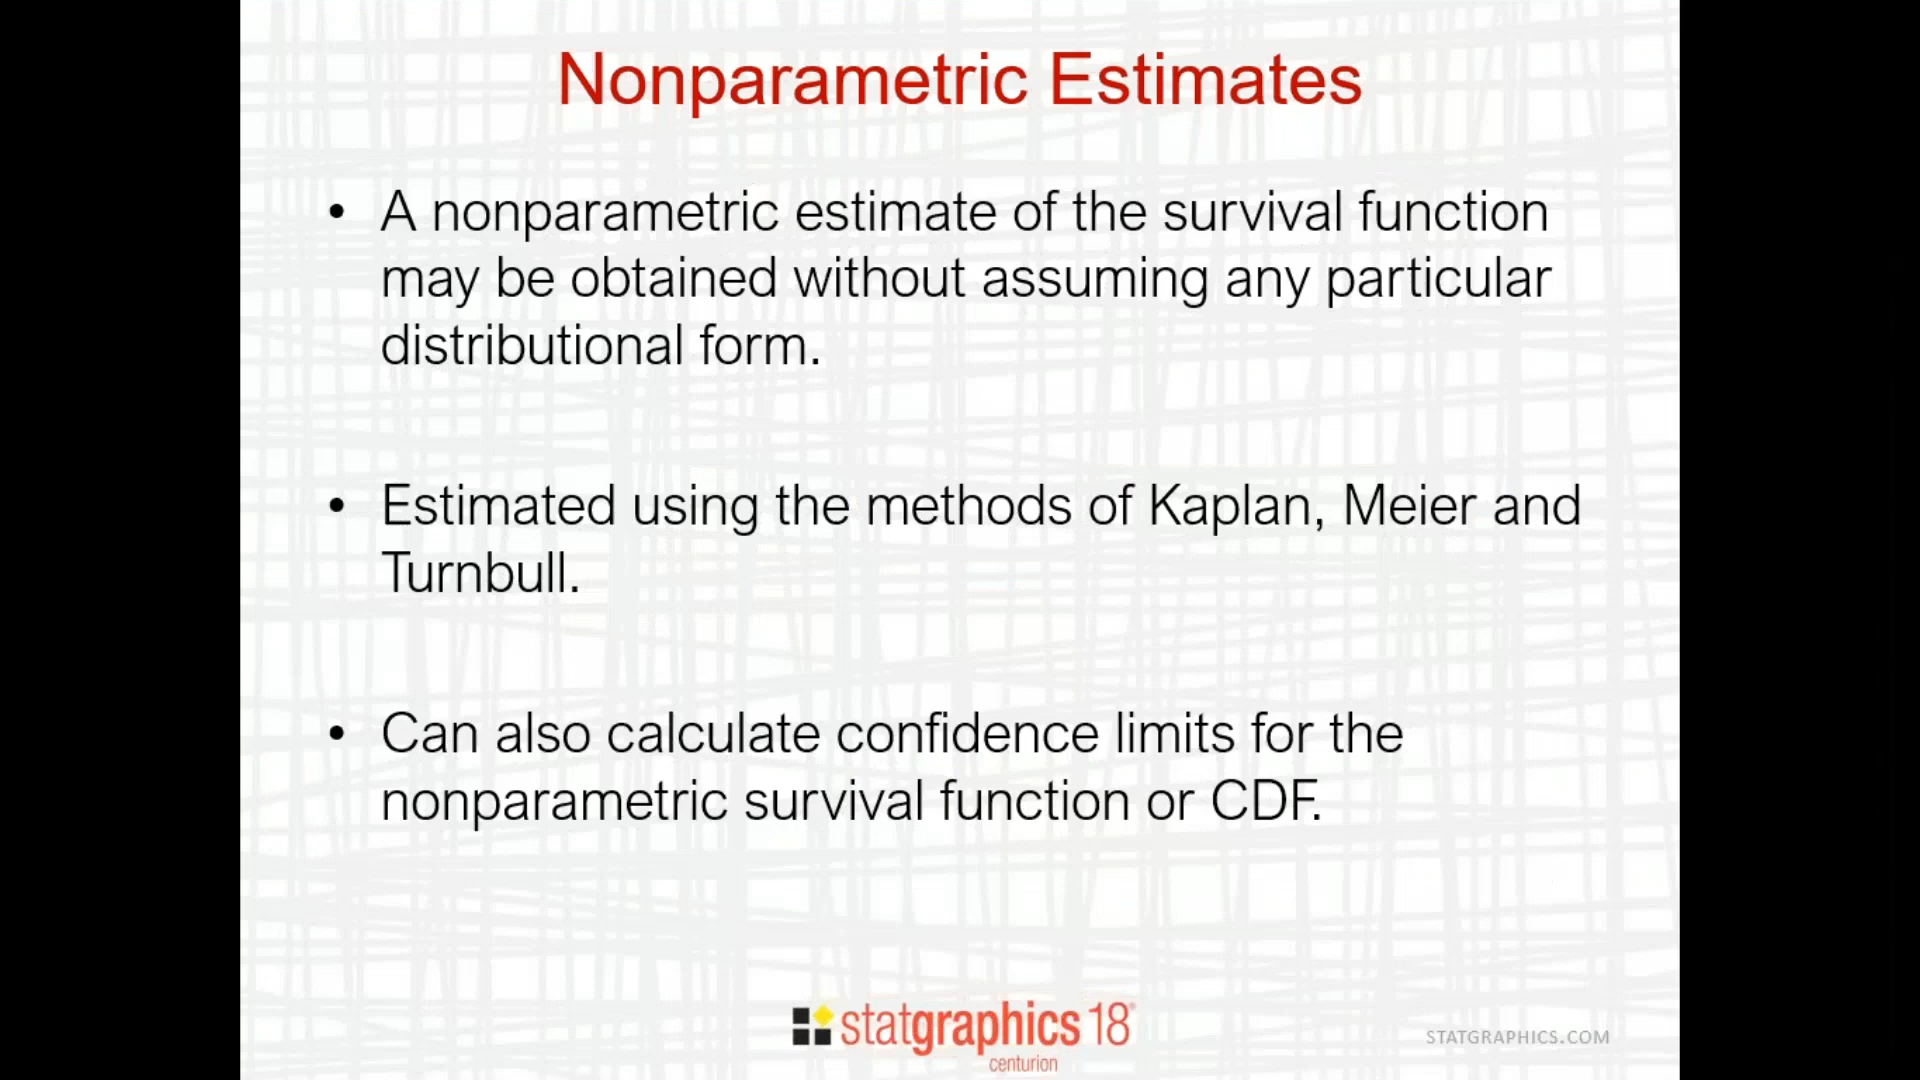 Nonparametric Estimates
• A nonparametric estimate of the survival function
may be obtained without assuming any particular
distributional form.
• Estimated using the methods of Kaplan, Meier and
Turnbull.
• Can also calculate confidence limits for the
nonparametric survival function or CDF.
statgraphics 18®
centurion
STATGRAPHICS.COM